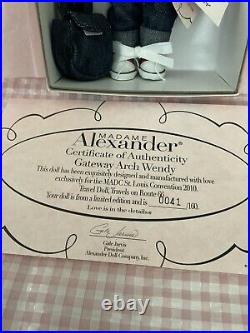 MADAME
Alexander®
Certificate of Authenticity
Gateway Arch Wendy
This doll has been exquisitely designed and manufactured with love
exclusively for the MADC St. Louis Convention 2010.
Travel Doll, Travels on Route 66
Your doll is from a limited edition and is 0041 /160.
Love is in the details®
Gale Jarvis
President
Alexander Doll Company, Inc.